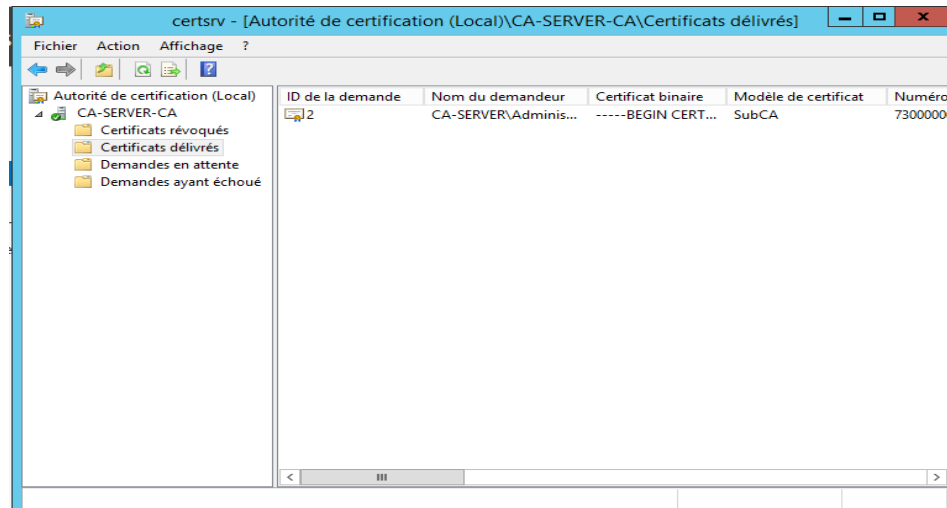 certsrv - [Autorité de certification (Local)\CA-SERVER-CA\Certificats délivrés]
Fichier Action Affichage ?
Autorité de certification (Local)
CA-SERVER-CA
Certificats révoqués
Certificats délivrés
Demandes en attente
Demandes ayant échoué
ID de la demande Nom du demandeur Certificat binaire Modèle de certificat Numéro
2 CA-SERVER\Adminis... -----BEGIN CERT... SubCA 7300000